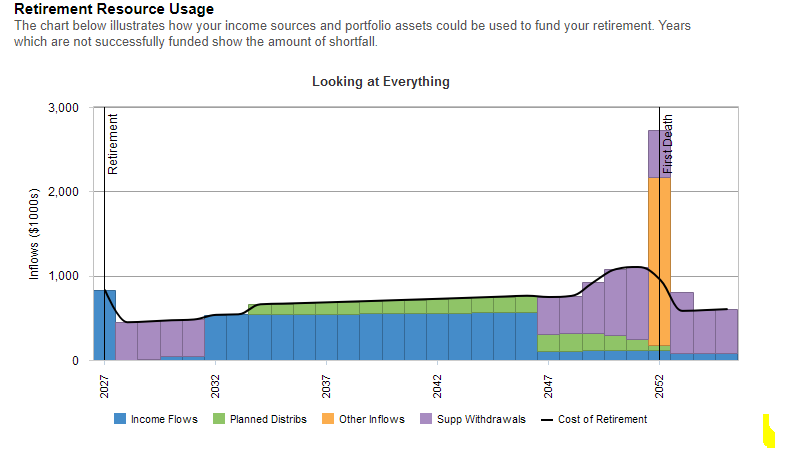 Retirement Resource Usage
The chart below illustrates how your income sources and portfolio assets could be used to fund your retirement. Years
which are not successfully funded show the amount of shortfall.
Looking at Everything
3,000
2,000
1,000
0
Inflows ($1000s)
Retirement
First Death
2027
2032
2037
2042
2047
2052
Income Flows
Planned Distribs
Other Inflows
Supp Withdrawals
Cost of Retirement